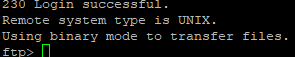 230 Login successful.
Remote system type is UNIX.
Using binary mode to transfer files.
ftp>